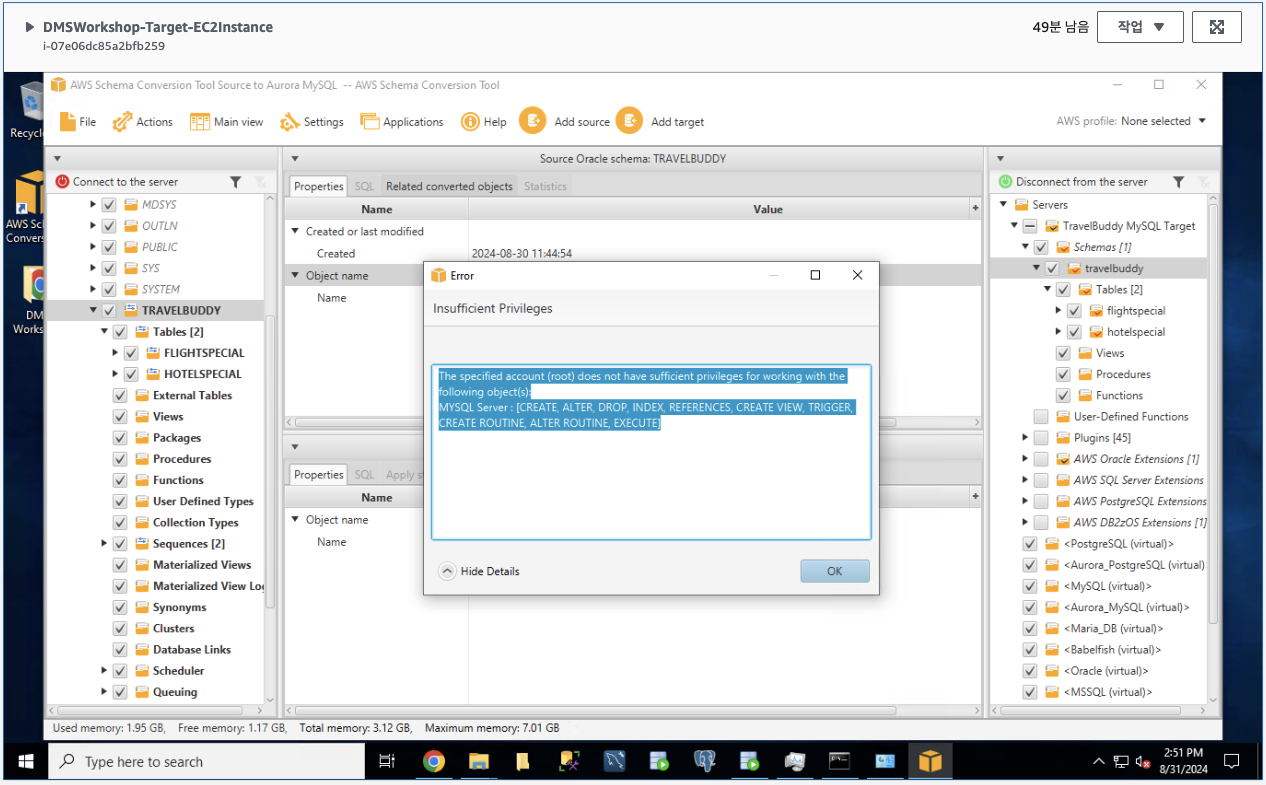 DMSWorkshop-Target-EC2Instance
i-07e06dc85a2bfb259
49분 남음
작업
AWS Schema Conversion Tool Source to Aurora MySQL -- AWS Schema Conversion Tool
File
Actions
Main view
Settings
Applications
Help
Add source
Add target
AWS profile: None selected
Recycl
AWS Sc
Conver
DM
Works
Connect to the server
MDSYS
OUTLN
PUBLIC
SYS
SYSTEM
TRAVELBUDDY
Tables [2]
FLIGHTSPECIAL
HOTELSPECIAL
External Tables
Views
Packages
Procedures
Functions
User Defined Types
Collection Types
Sequences [2]
Materialized Views
Materialized View Log
Synonyms
Clusters
Database Links
Scheduler
Queuing
Source Oracle schema: TRAVELBUDDY
Properties
SQL
Related converted objects
Statistics
Name
Value
Created or last modified
Created
2024-08-30 11:44:54
Object name
Name
Error
Insufficient Privileges
The specified account (root) does not have sufficient privileges for working with the
following object(s):
MYSQL Server : [CREATE, ALTER, DROP, INDEX, REFERENCES, CREATE VIEW, TRIGGER,
CREATE ROUTINE, ALTER ROUTINE, EXECUTE]
Hide Details
OK
Properties
SQL
Apply s
Name
Object name
Name
Disconnect from the server
Servers
TravelBuddy MySQL Target
Schemas [1]
travelbuddy
Tables [2]
flightspecial
hotelspecial
Views
Procedures
Functions
User-Defined Functions
Plugins [45]
AWS Oracle Extensions [1]
AWS SQL Server Extensions
AWS PostgreSQL Extensions
AWS DB2zOS Extensions [1]
<PostgreSQL (virtual)>
<Aurora_PostgreSQL (virtual)
<MySQL (virtual)>
<Aurora_MySQL (virtual)>
<Maria_DB (virtual)>
<Babelfish (virtual)>
<Oracle (virtual)>
<MSSQL (virtual)>
Used memory: 1.95 GB, Free memory: 1.17 GB, Total memory: 3.12 GB, Maximum memory: 7.01 GB
Type here to search
2:51 PM
8/31/2024